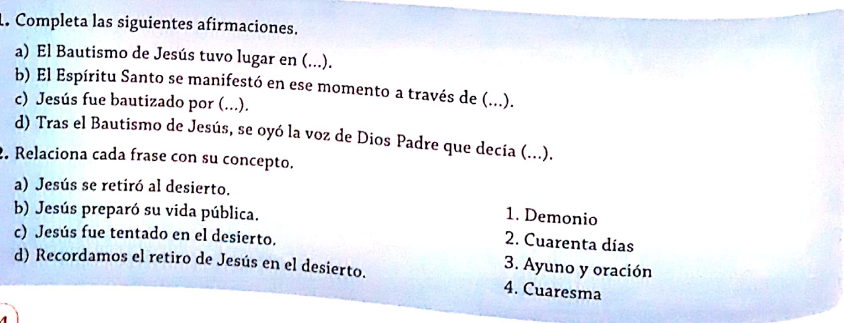 1. Completa las siguientes afirmaciones.
a) El Bautismo de Jesús tuvo lugar en (...).
b) El Espíritu Santo se manifestó en ese momento a través de (...).
c) Jesús fue bautizado por (...).
d) Tras el Bautismo de Jesús, se oyó la voz de Dios Padre que decía (...).
2. Relaciona cada frase con su concepto.
a) Jesús se retiró al desierto.
b) Jesús preparó su vida pública.
c) Jesús fue tentado en el desierto.
d) Recordamos el retiro de Jesús en el desierto.
1. Demonio
2. Cuarenta días
3. Ayuno y oración
4. Cuaresma